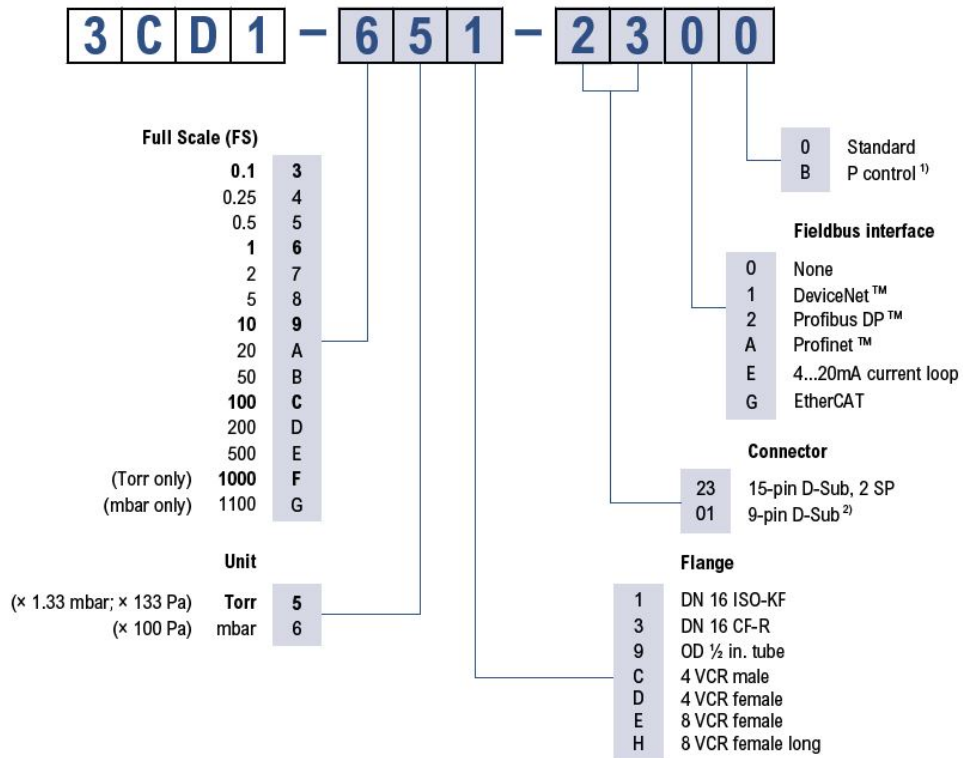 3CD1 – 651 – 2300
Full Scale (FS)
0.1 3
0.25 4
0.5 5
1 6
2 7
5 8
10 9
20 A
50 B
100 C
200 D
500 E
(Torr only) 1000 F
(mbar only) 1100 G
Unit
(× 1.33 mbar; × 133 Pa) Torr 5
(× 100 Pa) mbar 6
0 Standard
B P control 1)
Fieldbus interface
0 None
1 DeviceNet™
2 Profibus DP™
A Profinet™
E 4...20mA current loop
G EtherCAT
Connector
23 15-pin D-Sub, 2 SP
01 9-pin D-Sub 2)
Flange
1 DN 16 ISO-KF
3 DN 16 CF-R
9 OD ½ in. tube
C 4 VCR male
D 4 VCR female
E 8 VCR female
H 8 VCR female long